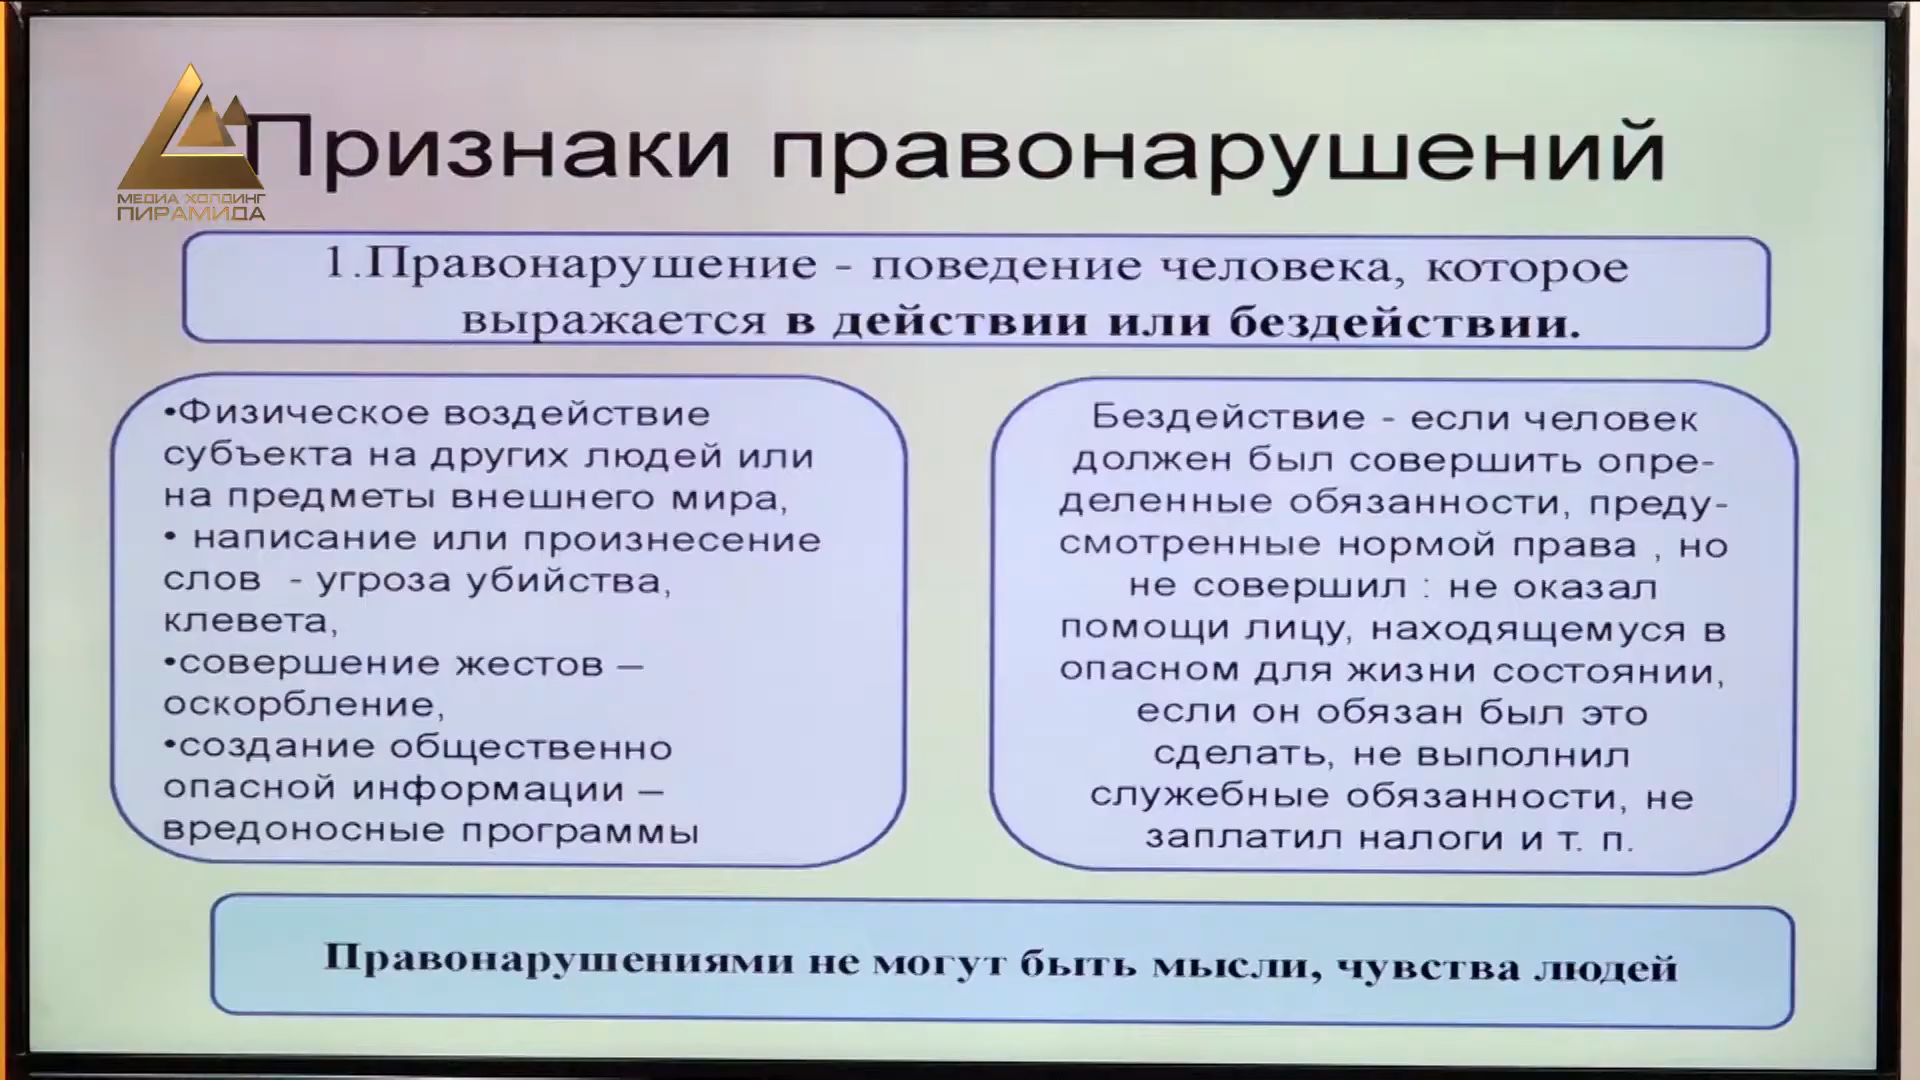 Признаки правонарушений
МЕДИА ХОЛДИНГ
ПИРАМИДА
1.Правонарушение - поведение человека, которое
выражается в действии или бездействии.
•Физическое воздействие
субъекта на других людей или
на предметы внешнего мира,
• написание или произнесение
слов - угроза убийства,
клевета,
•совершение жестов –
оскорбление,
•создание общественно
опасной информации –
вредоносные программы
Бездействие - если человек
должен был совершить опре-
деленные обязанности, преду-
смотренные нормой права , но
не совершил : не оказал
помощи лицу, находящемуся в
опасном для жизни состоянии,
если он обязан был это
сделать, не выполнил
служебные обязанности, не
заплатил налоги и т. п.
Правонарушениями не могут быть мысли, чувства людей